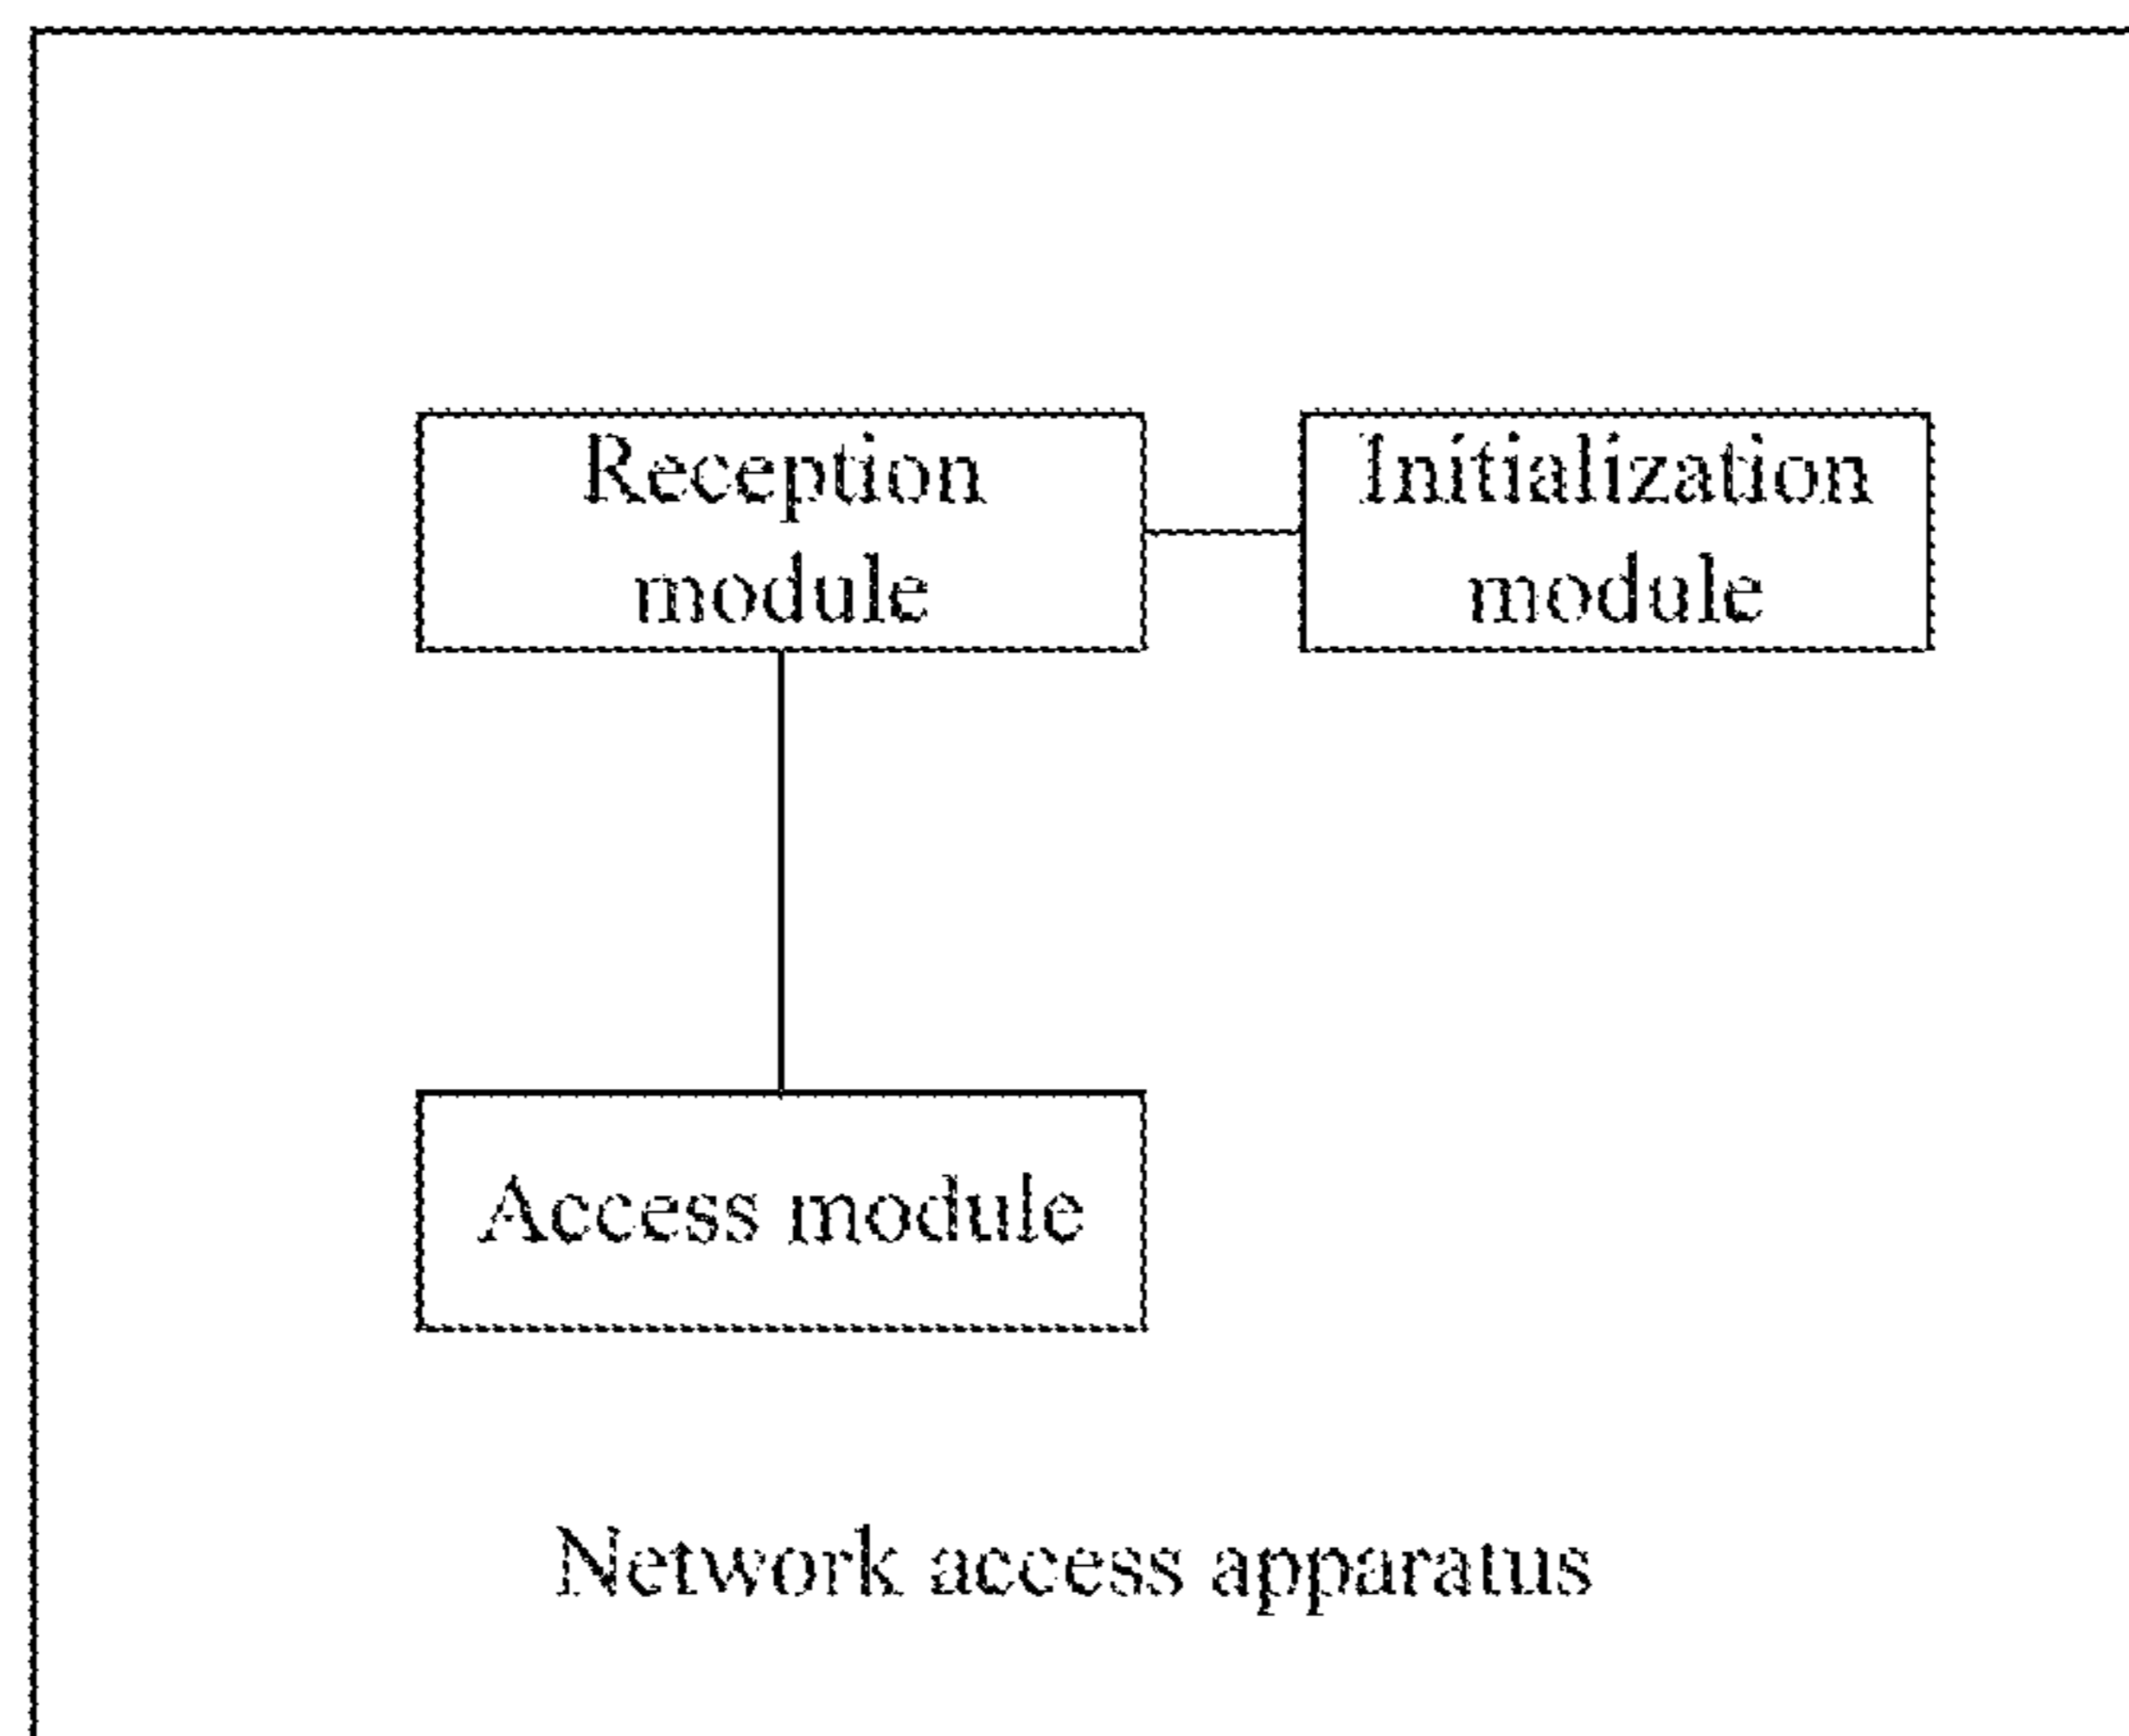 Reception
module
Initialization
module
Access module
Network access apparatus